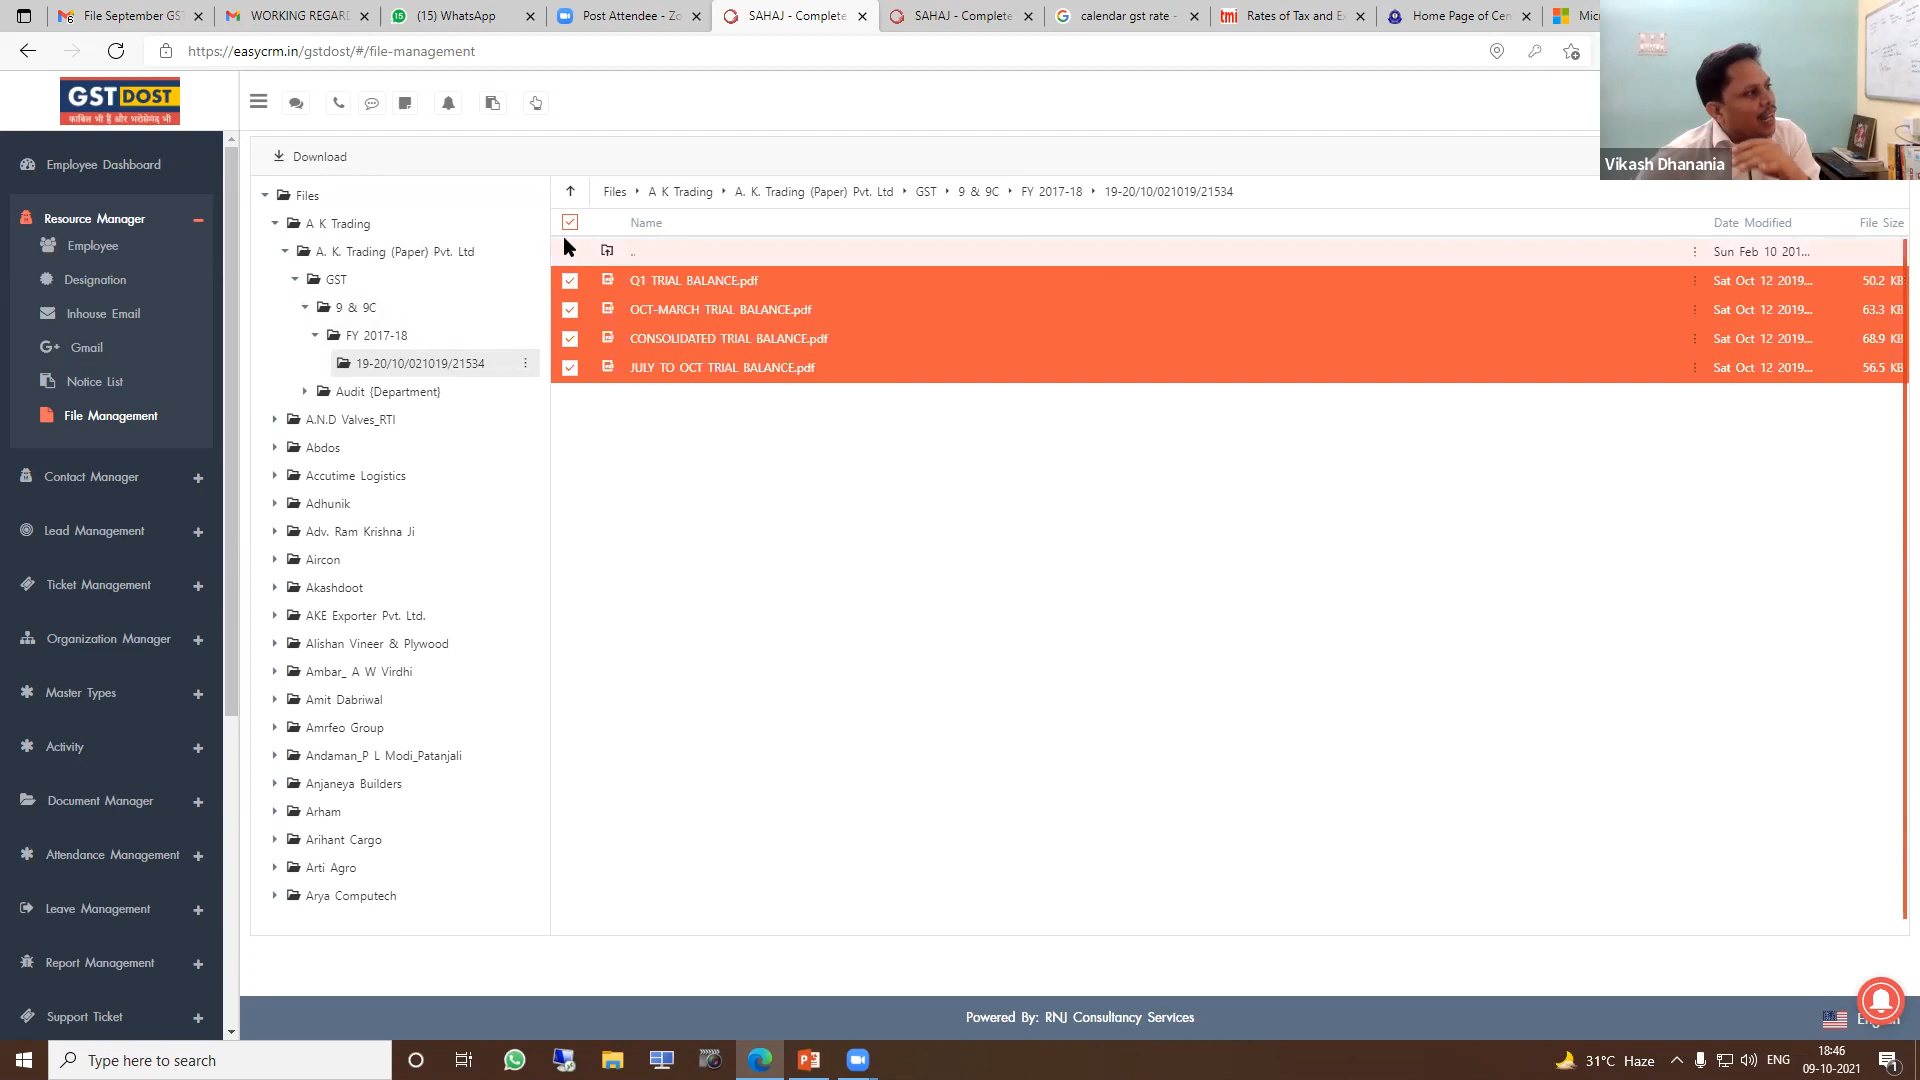 File September GS
WORKING REGARD
(15) WhatsApp
Post Attendee - Zo
SAHAJ - Complete
SAHAJ - Complete
calendar gst rate -
tmi Rates of Tax and Ex
Home Page of Cen
Mic
https://easycrm.in/gstdost/#/file-management
GST DOST
काबिल भी हैं और भरोसेमंद भी
Vikash Dhanania
Download
Employee Dashboard
Resource Manager
Employee
Designation
Inhouse Email
G+ Gmail
Notice List
File Management
Contact Manager
Lead Management
Ticket Management
Organization Manager
Master Types
Activity
Document Manager
Attendance Management
Leave Management
Report Management
Support Ticket
Files
A K Trading
A. K. Trading (Paper) Pvt. Ltd
GST
9 & 9C
FY 2017-18
19-20/10/021019/21534
Audit {Department}
A.N.D Valves_RTI
Abdos
Accutime Logistics
Adhunik
Adv. Ram Krishna Ji
Aircon
Akashdoot
AKE Exporter Pvt. Ltd.
Alishan Vineer & Plywood
Ambar_ A W Virdhi
Amit Dabriwal
Amrfeo Group
Andaman_P L Modi_Patanjali
Anjaneya Builders
Arham
Arihant Cargo
Arti Agro
Arya Computech
Files A K Trading A. K. Trading (Paper) Pvt. Ltd GST 9 & 9C FY 2017-18 19-20/10/021019/21534
Name Date Modified File Size
.. Sun Feb 10 201...
Q1 TRIAL BALANCE.pdf Sat Oct 12 2019... 50.2 KB
OCT-MARCH TRIAL BALANCE.pdf Sat Oct 12 2019... 63.3 KB
CONSOLIDATED TRIAL BALANCE.pdf Sat Oct 12 2019... 68.9 KB
JULY TO OCT TRIAL BALANCE.pdf Sat Oct 12 2019... 56.5 KB
Powered By: RNJ Consultancy Services
Type here to search
31°C Haze
ENG
18:46
09-10-2021
1